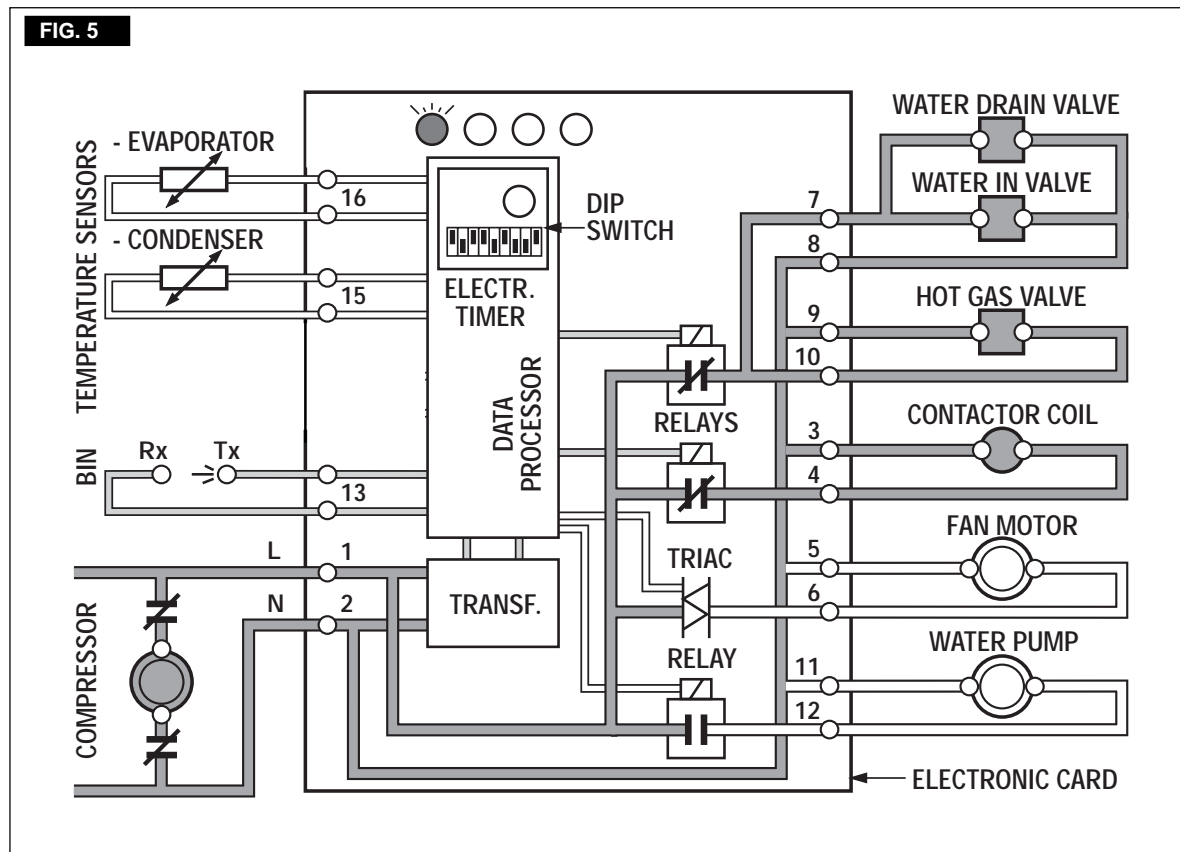 FIG. 5
TEMPERATURE SENSORS
- EVAPORATOR
16
- CONDENSER
15
BIN
Rx
Tx
13
COMPRESSOR
L
1
N
2
DIP
SWITCH
ELECTR.
TIMER
DATA
PROCESSOR
TRANSF.
RELAYS
TRIAC
RELAY
WATER DRAIN VALVE
WATER IN VALVE
7
8
HOT GAS VALVE
9
10
CONTACTOR COIL
3
4
FAN MOTOR
5
6
WATER PUMP
11
12
ELECTRONIC CARD